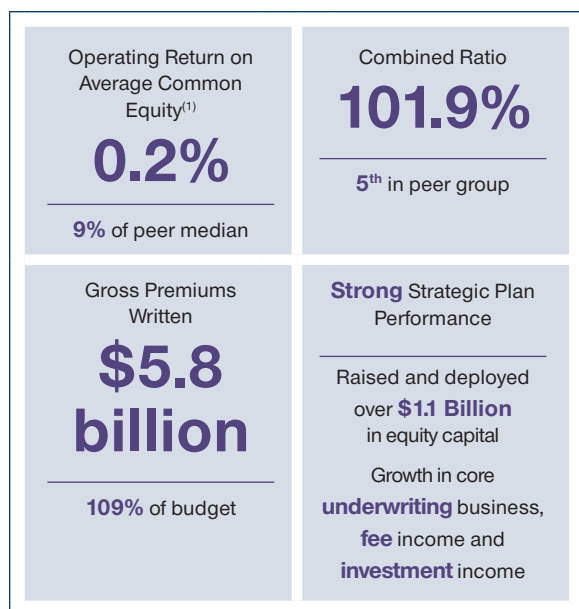 Operating Return on
Average Common
Equity(1)
0.2%
9% of peer median
Combined Ratio
101.9%
5th in peer group
Gross Premiums
Written
$5.8
billion
109% of budget
Strong Strategic Plan
Performance
Raised and deployed
over $1.1 Billion
in equity capital
Growth in core
underwriting business,
fee income and
investment income